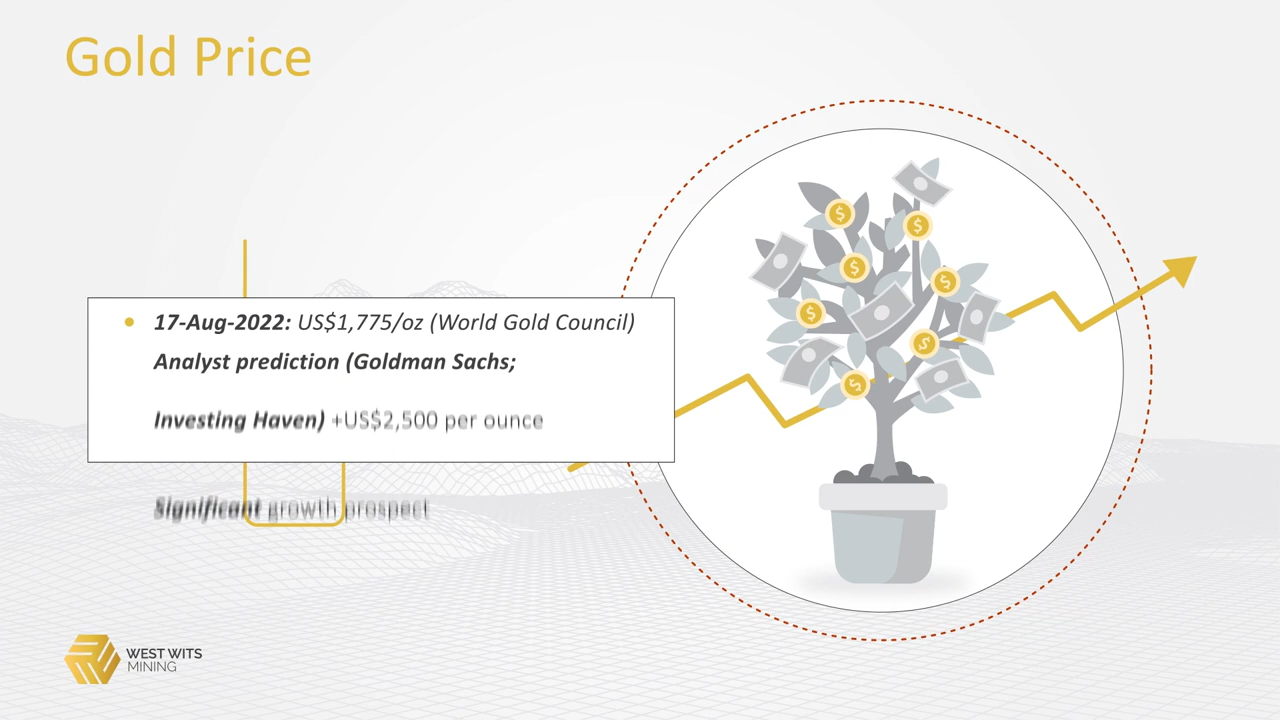 Gold Price
17-Aug-2022: US$1,775/oz (World Gold Council)
Analyst prediction (Goldman Sachs;
Investing Haven) +US$2,500 per ounce
Significant growth prospect
WEST WITS
MINING